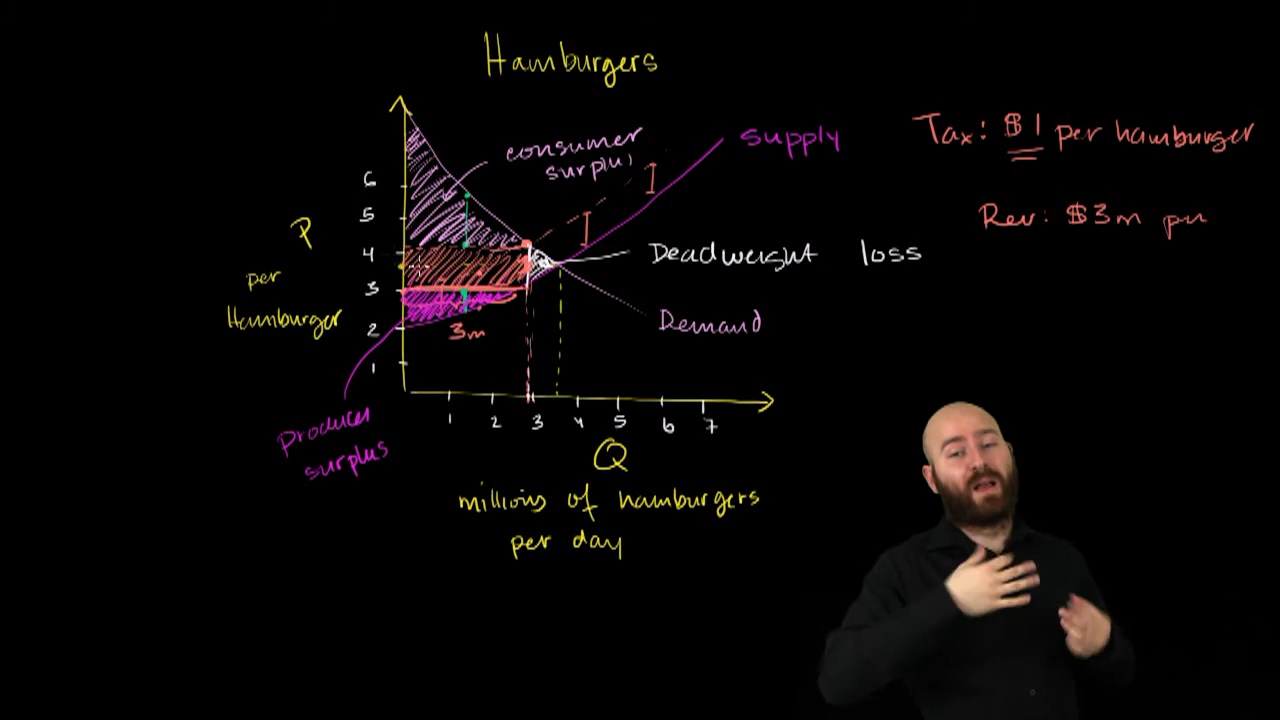 Hamburgers
consumer
surplus
supply
Tax: $1 per hamburger
Rev: $3m per
6
5
4
3
2
1
P
per
Hamburger
Deadweight loss
Demand
3m
1 2 3 4 5 6 7
Producer
surplus
Q
millions of hamburgers
per day